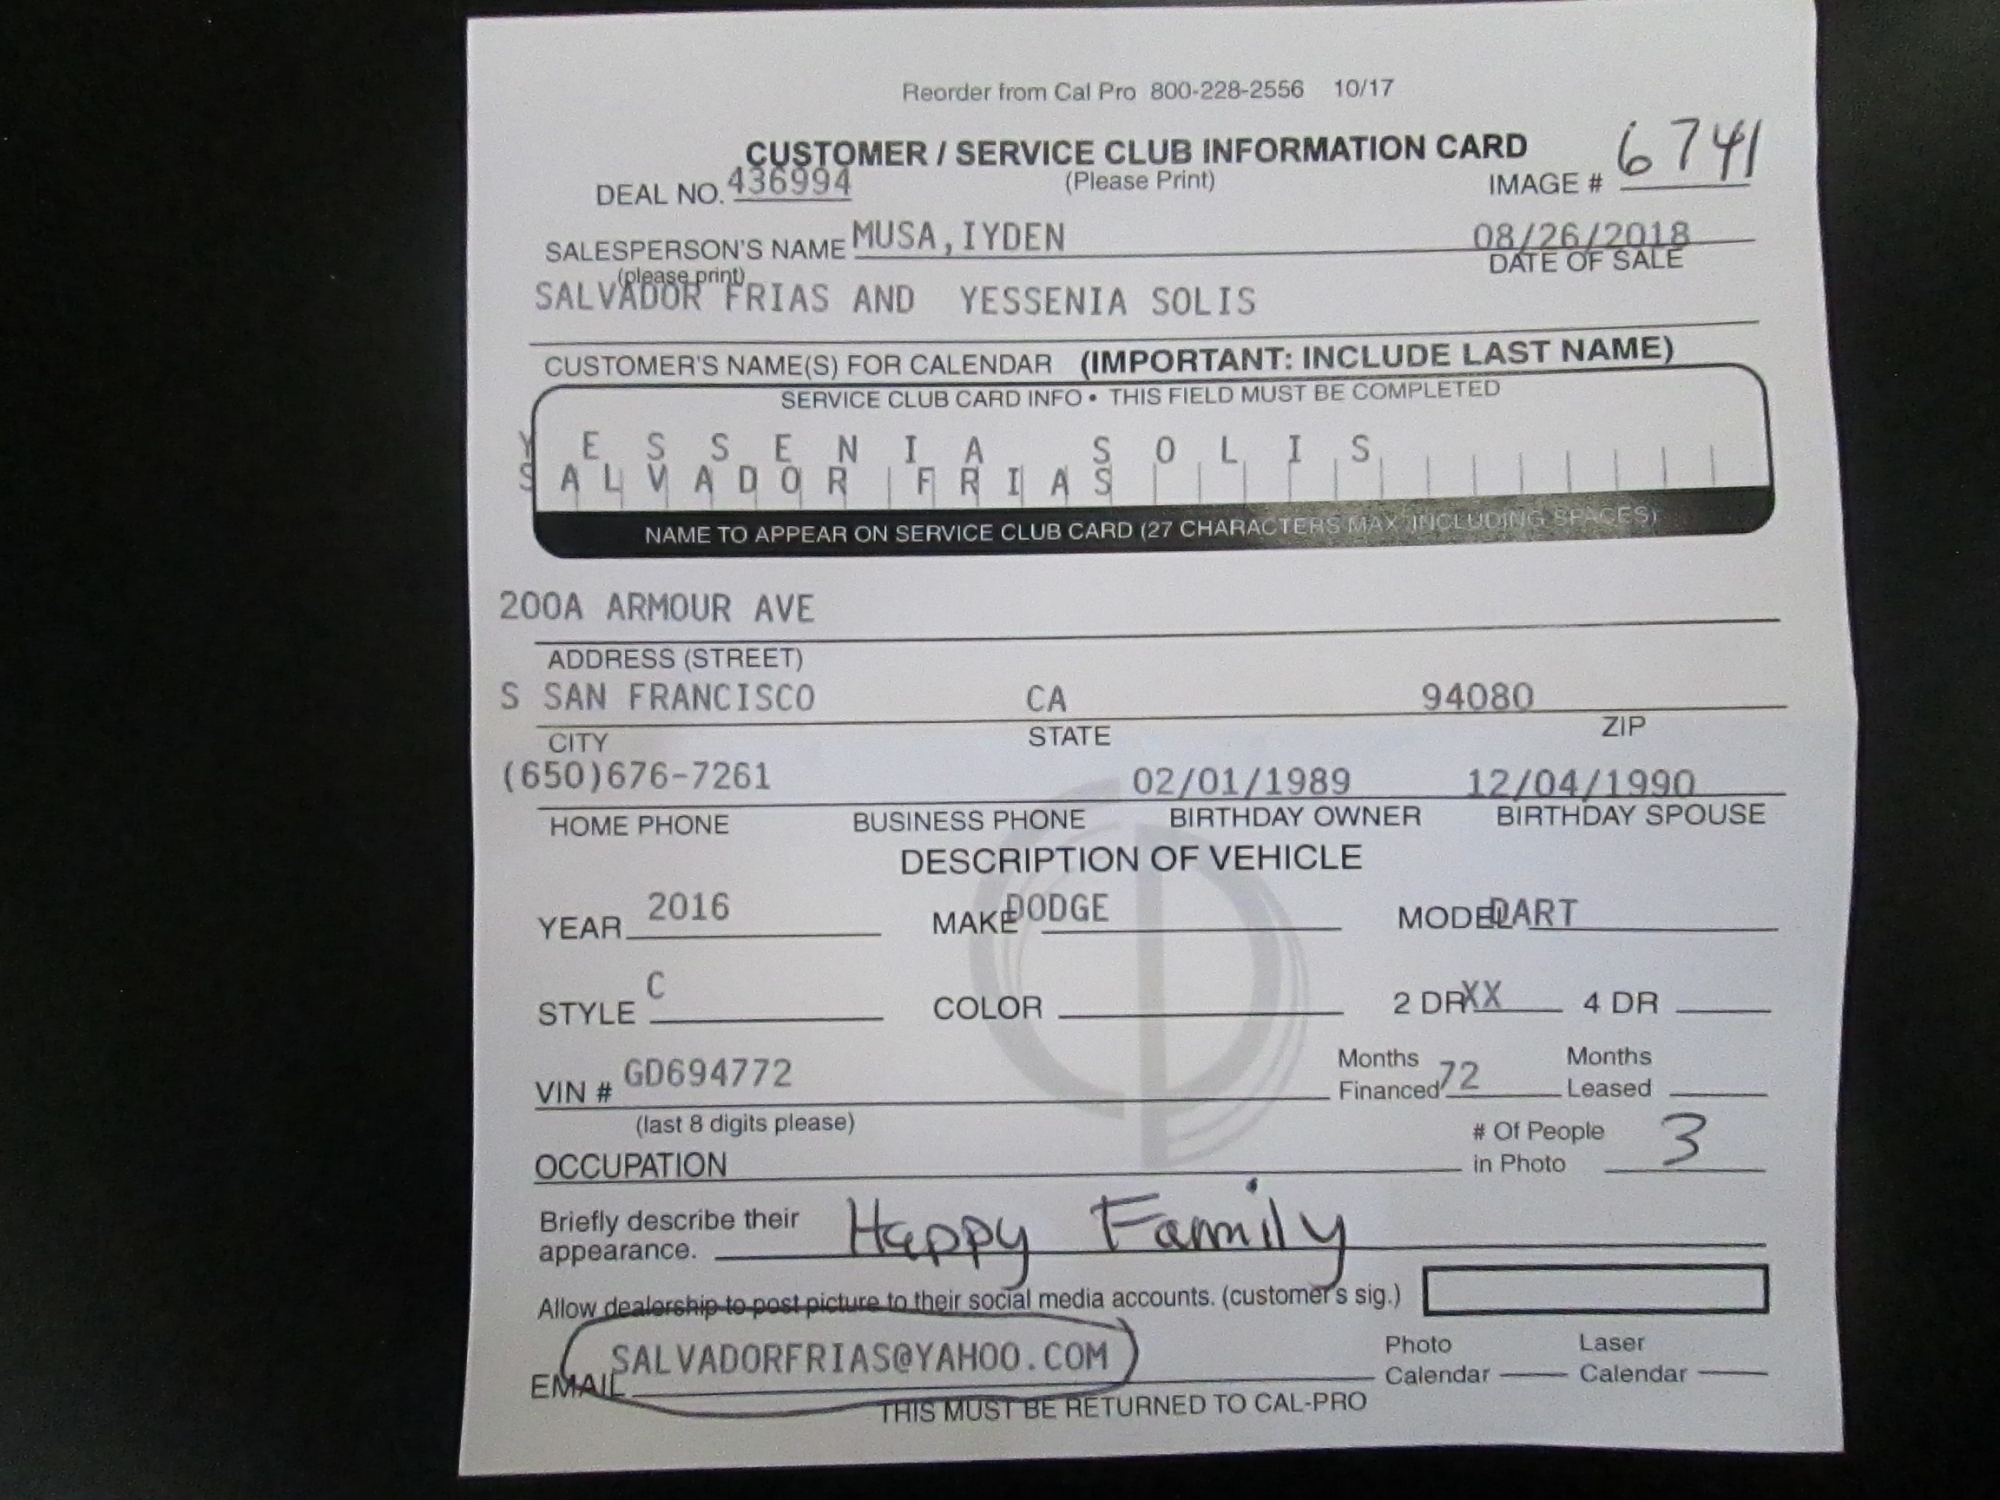 Reorder from Cal Pro 800-228-2556 10/17
CUSTOMER / SERVICE CLUB INFORMATION CARD
(Please Print)
DEAL NO. 436994 IMAGE # 6741
SALESPERSON'S NAME MUSA, IYDEN 08/26/2018
(please print) DATE OF SALE
SALVADOR FRIAS AND YESSENIA SOLIS
CUSTOMER'S NAME(S) FOR CALENDAR (IMPORTANT: INCLUDE LAST NAME)
SERVICE CLUB CARD INFO • THIS FIELD MUST BE COMPLETED
YESSENIA SOLIS
SALVADOR FRIAS
NAME TO APPEAR ON SERVICE CLUB CARD (27 CHARACTERS MAX, INCLUDING SPACES)
200A ARMOUR AVE
ADDRESS (STREET)
S SAN FRANCISCO CA 94080
CITY STATE ZIP
(650)676-7261 02/01/1989 12/04/1990
HOME PHONE BUSINESS PHONE BIRTHDAY OWNER BIRTHDAY SPOUSE
DESCRIPTION OF VEHICLE
YEAR 2016 MAKE DODGE MODEL DART
STYLE C COLOR 2 DR XX 4 DR
VIN # GD694772 Months Financed 72 Months Leased
(last 8 digits please)
OCCUPATION # Of People in Photo 3
Briefly describe their appearance. Happy Family
Allow dealership to post picture to their social media accounts. (customer's sig.)
EMAIL SALVADORFRIAS@YAHOO.COM Photo Calendar Laser Calendar
THIS MUST BE RETURNED TO CAL-PRO